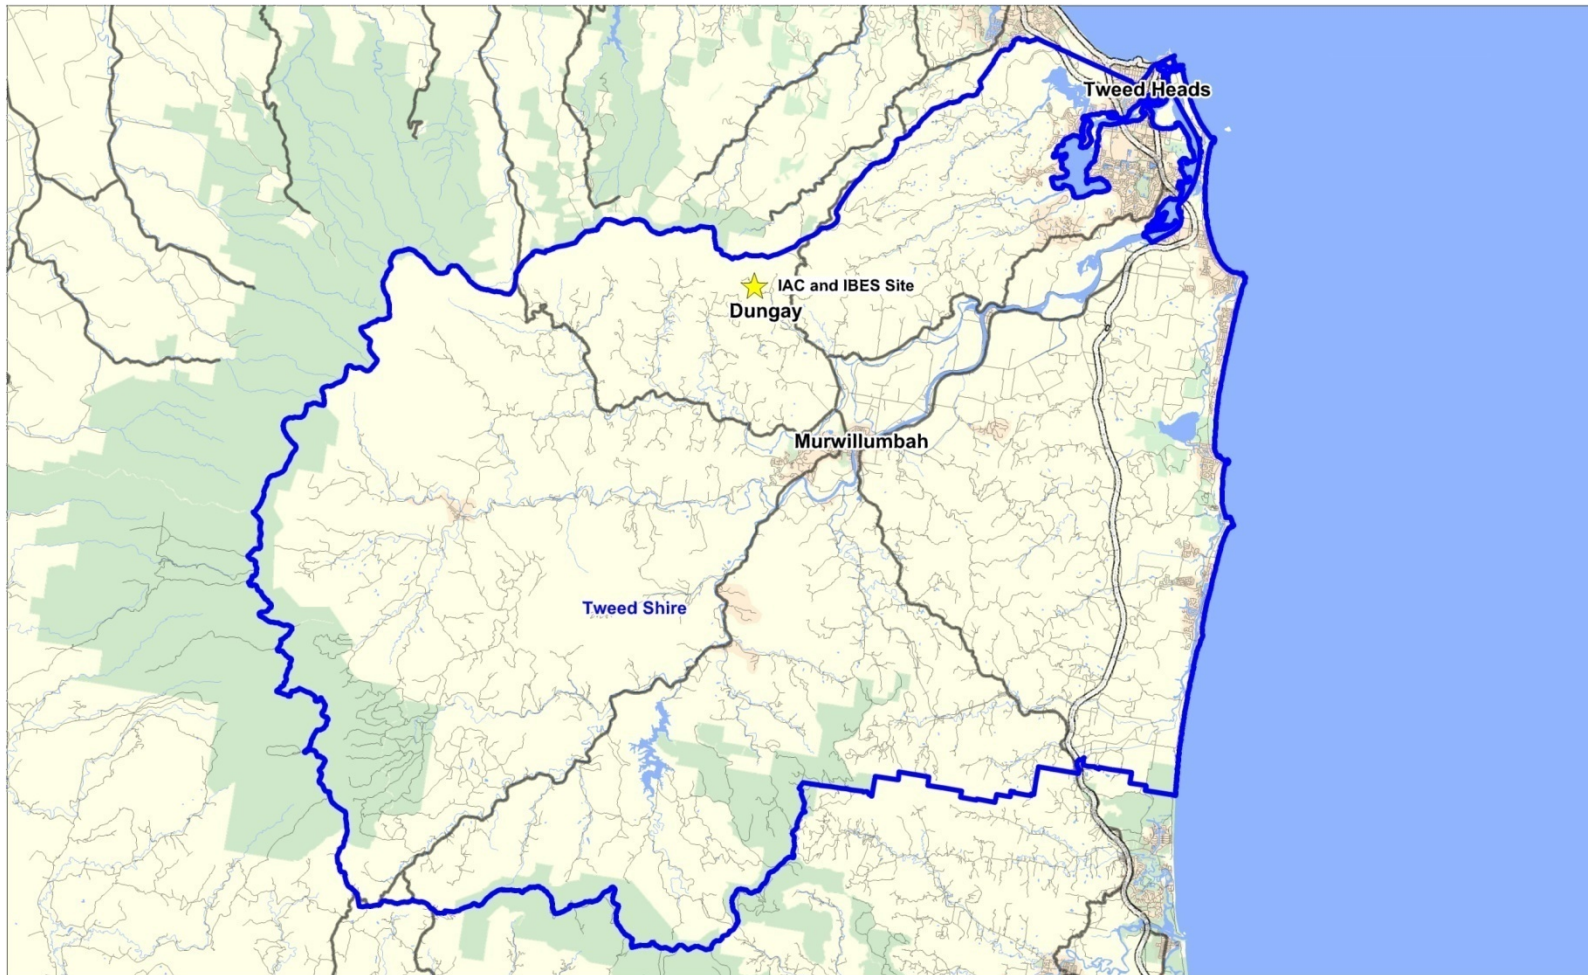 Tweed Heads
IAC and IBES Site
Dungay
Murwillumbah
Tweed Shire